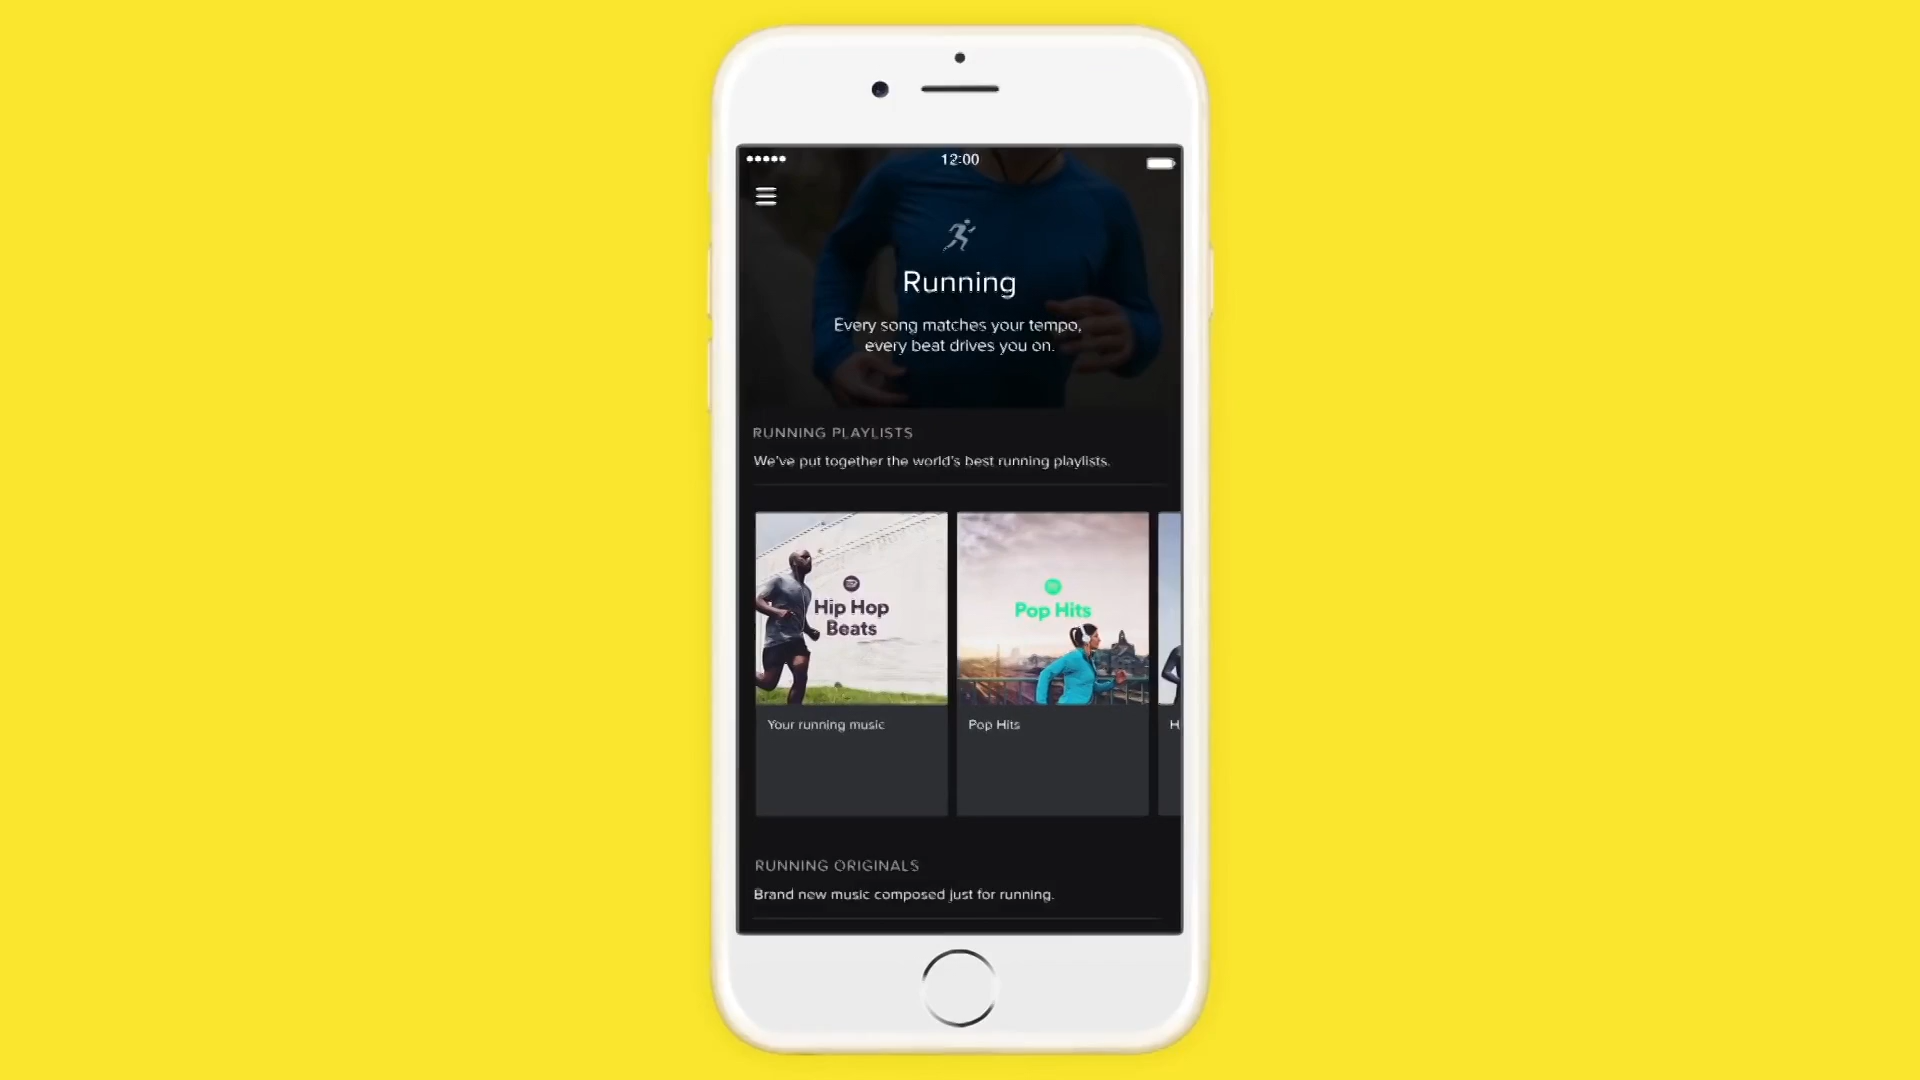 12:00
Running
Every song matches your tempo,
every beat drives you on.
RUNNING PLAYLISTS
We've put together the world's best running playlists.
Hip Hop
Beats
Pop Hits
Your running music
Pop Hits
H
RUNNING ORIGINALS
Brand new music composed just for running.